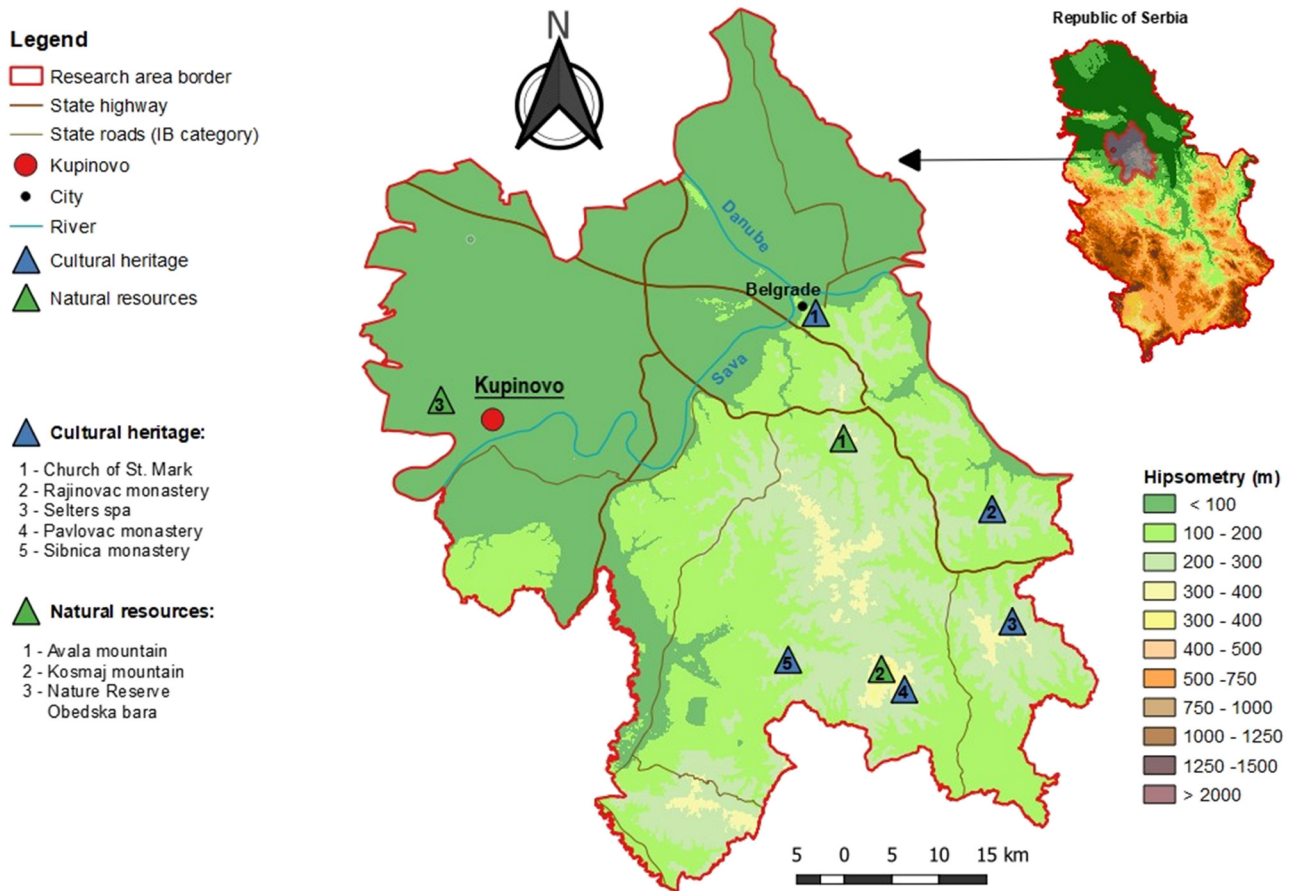 Legend
Research area border
State highway
State roads (IB category)
Kupinovo
City
River
Cultural heritage
Natural resources
Cultural heritage:
1 - Church of St. Mark
2 - Rajinovac monastery
3 - Selters spa
4 - Pavlovac monastery
5 - Sibnica monastery
Natural resources:
1 - Avala mountain
2 - Kosmaj mountain
3 - Nature Reserve
Obedska bara
N
Republic of Serbia
Danube
Belgrade
1
Sava
Kupinovo
3
1
2
3
5
2
4
Hipsometry (m)
< 100
100 - 200
200 - 300
300 - 400
300 - 400
400 - 500
500 -750
750 - 1000
1000 - 1250
1250 -1500
> 2000
5 0 5 10 15 km